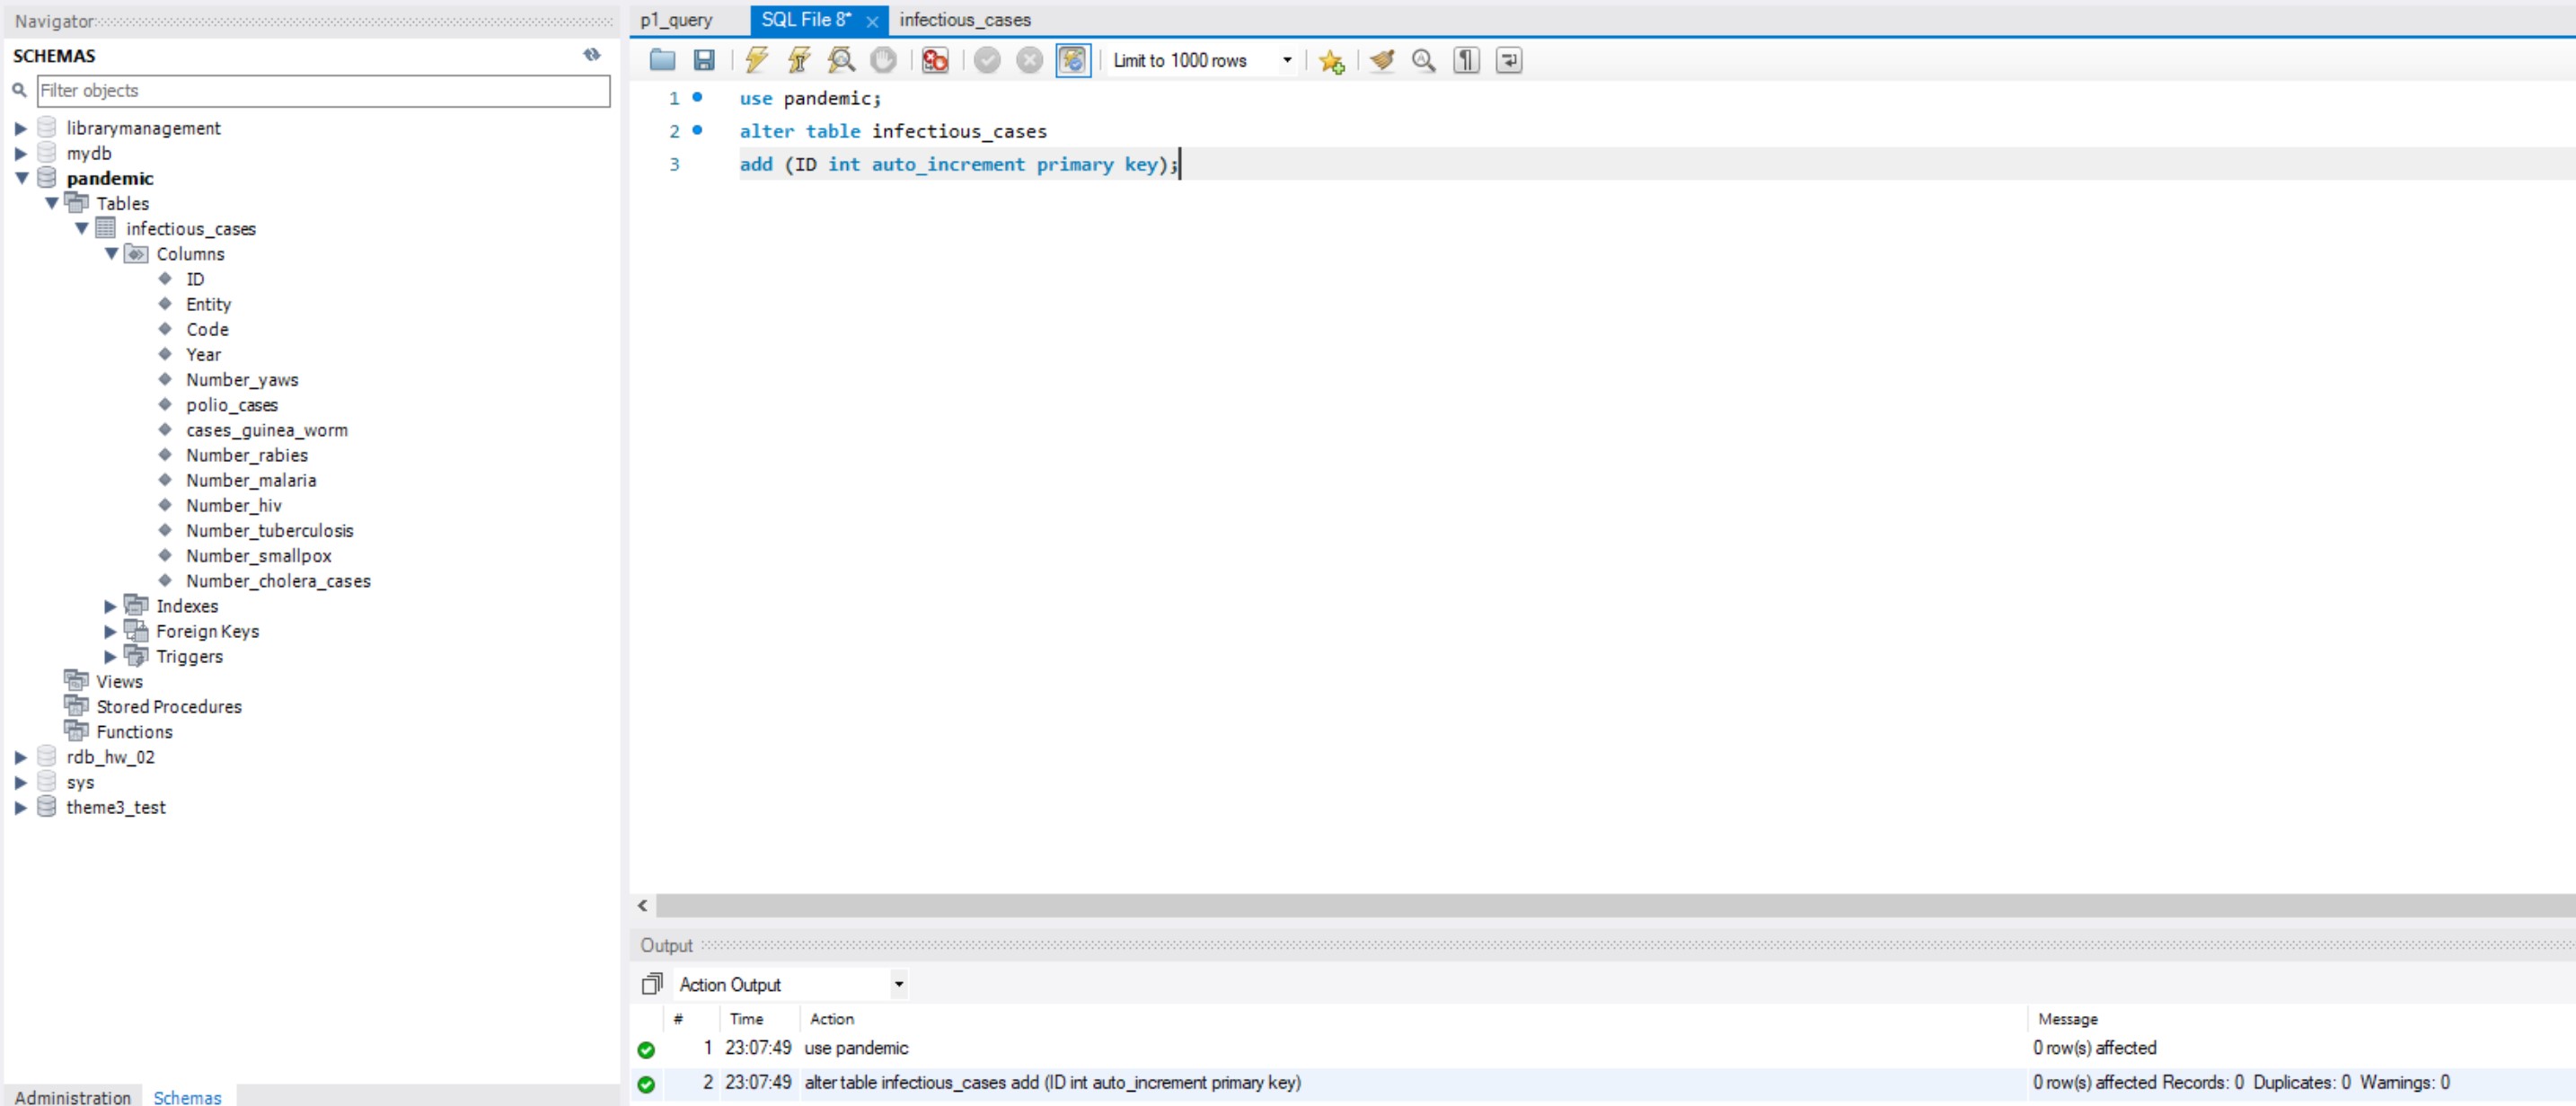 Navigator
SCHEMAS
Filter objects
librarymanagement
mydb
pandemic
Tables
infectious_cases
Columns
ID
Entity
Code
Year
Number_yaws
polio_cases
cases_guinea_worm
Number_rabies
Number_malaria
Number_hiv
Number_tuberculosis
Number_smallpox
Number_cholera_cases
Indexes
Foreign Keys
Triggers
Views
Stored Procedures
Functions
rdb_hw_02
sys
theme3_test
Administration Schemas
p1_query SQL File 8* × infectious_cases
Limit to 1000 rows
1 use pandemic;
2 alter table infectious_cases
3 add (ID int auto_increment primary key);
Output
Action Output
# Time Action Message
1 23:07:49 use pandemic 0 row(s) affected
2 23:07:49 alter table infectious_cases add (ID int auto_increment primary key) 0 row(s) affected Records: 0 Duplicates: 0 Warnings: 0